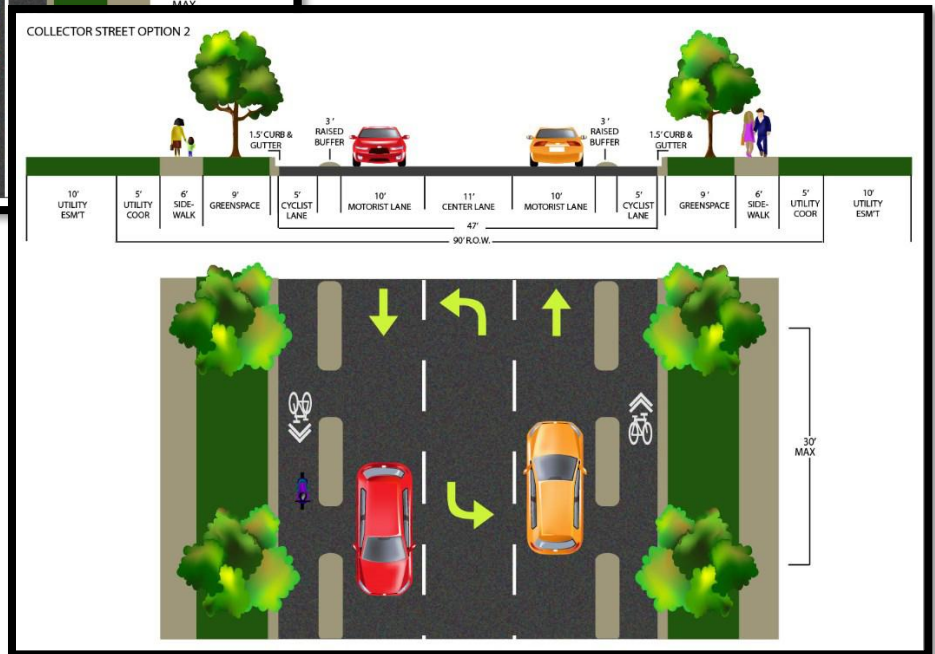 MAX
COLLECTOR STREET OPTION 2
1.5' CURB &
GUTTER
3'
RAISED
BUFFER
3'
RAISED
BUFFER
1.5' CURB &
GUTTER
10'
UTILITY
ESM'T
5'
UTILITY
COOR
6'
SIDE-
WALK
9'
GREENSPACE
5'
CYCLIST
LANE
10'
MOTORIST LANE
11'
CENTER LANE
10'
MOTORIST LANE
5'
CYCLIST
LANE
9'
GREENSPACE
6'
SIDE-
WALK
5'
UTILITY
COOR
10'
UTILITY
ESM'T
47'
90' R.O.W.
30'
MAX